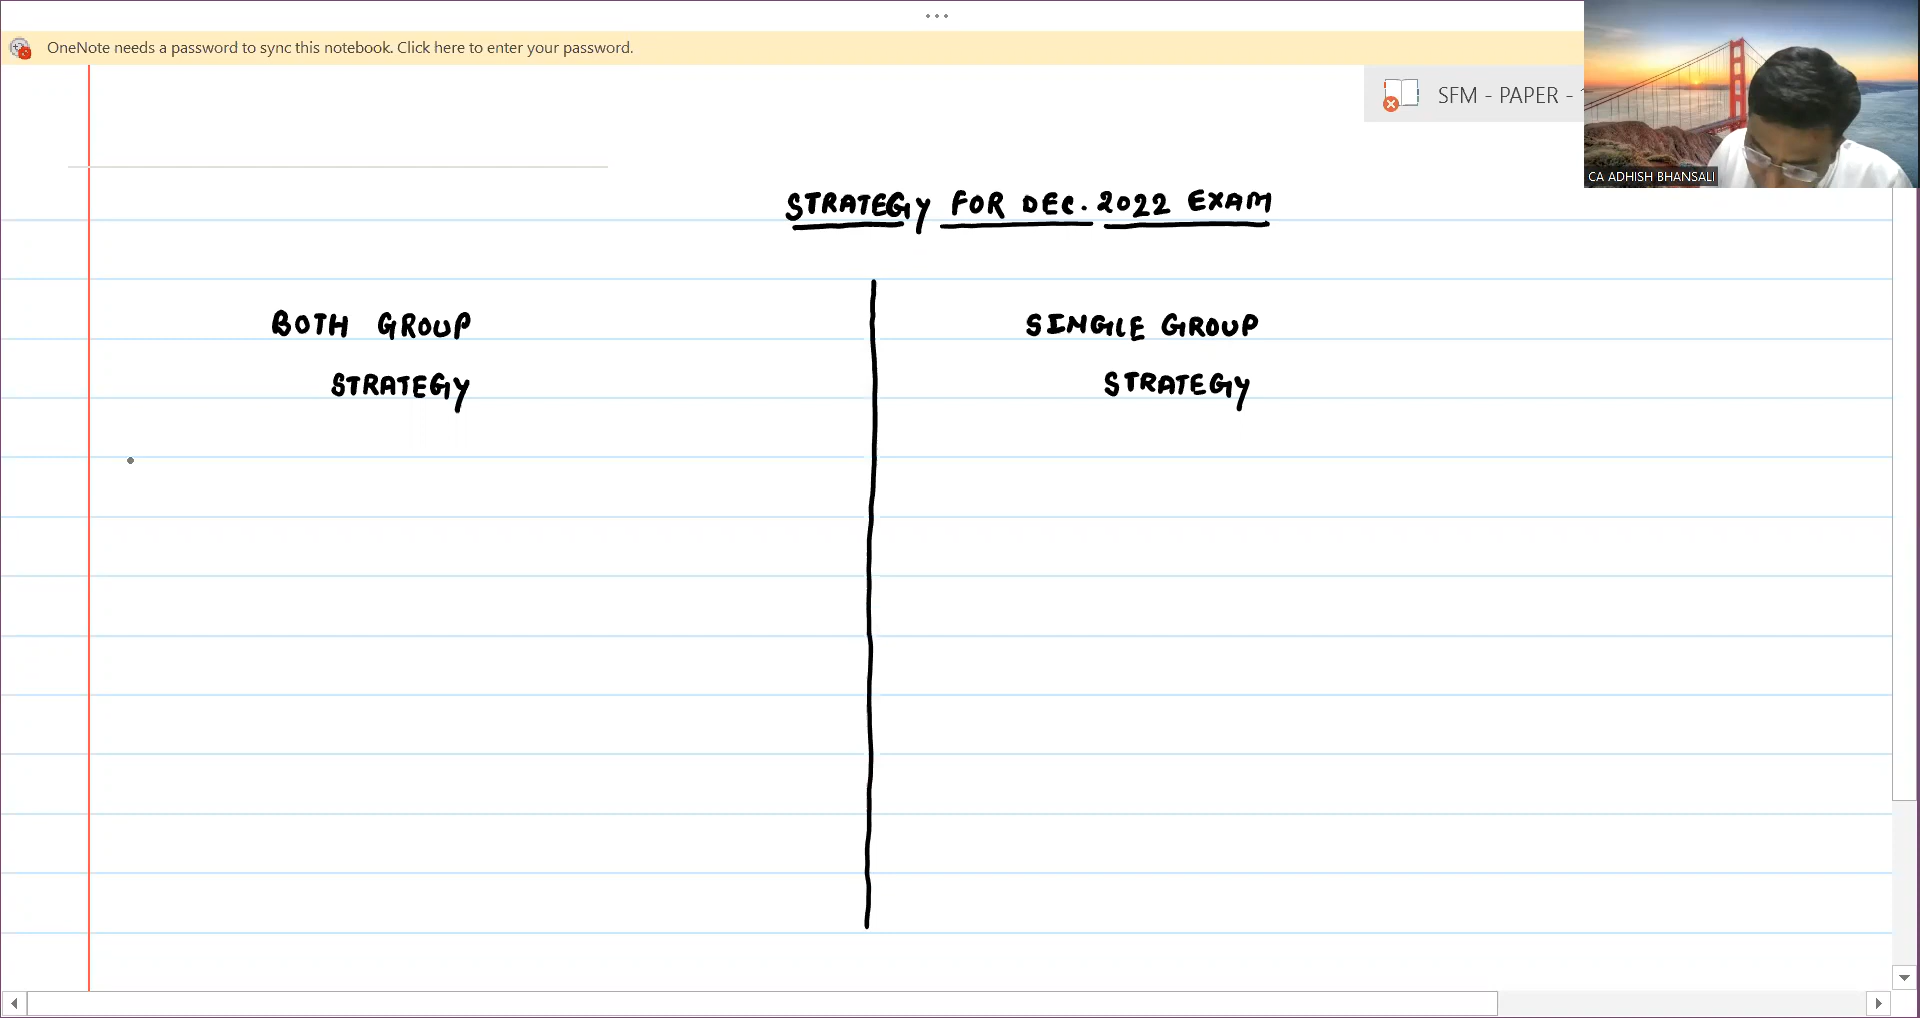 OneNote needs a password to sync this notebook. Click here to enter your password.
SFM - PAPER -
CA ADHISH BHANSALI
STRATEGY FOR DEC. 2022 EXAM
BOTH GROUP
STRATEGY
SINGLE GROUP
STRATEGY